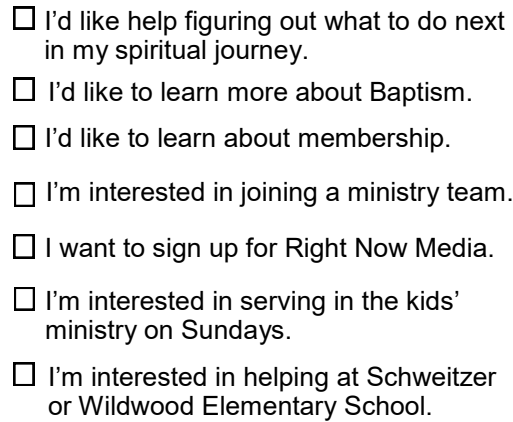 ☐ I’d like help figuring out what to do next
in my spiritual journey.
☐ I’d like to learn more about Baptism.
☐ I’d like to learn about membership.
☐ I’m interested in joining a ministry team.
☐ I want to sign up for Right Now Media.
☐ I’m interested in serving in the kids’
ministry on Sundays.
☐ I’m interested in helping at Schweitzer
or Wildwood Elementary School.